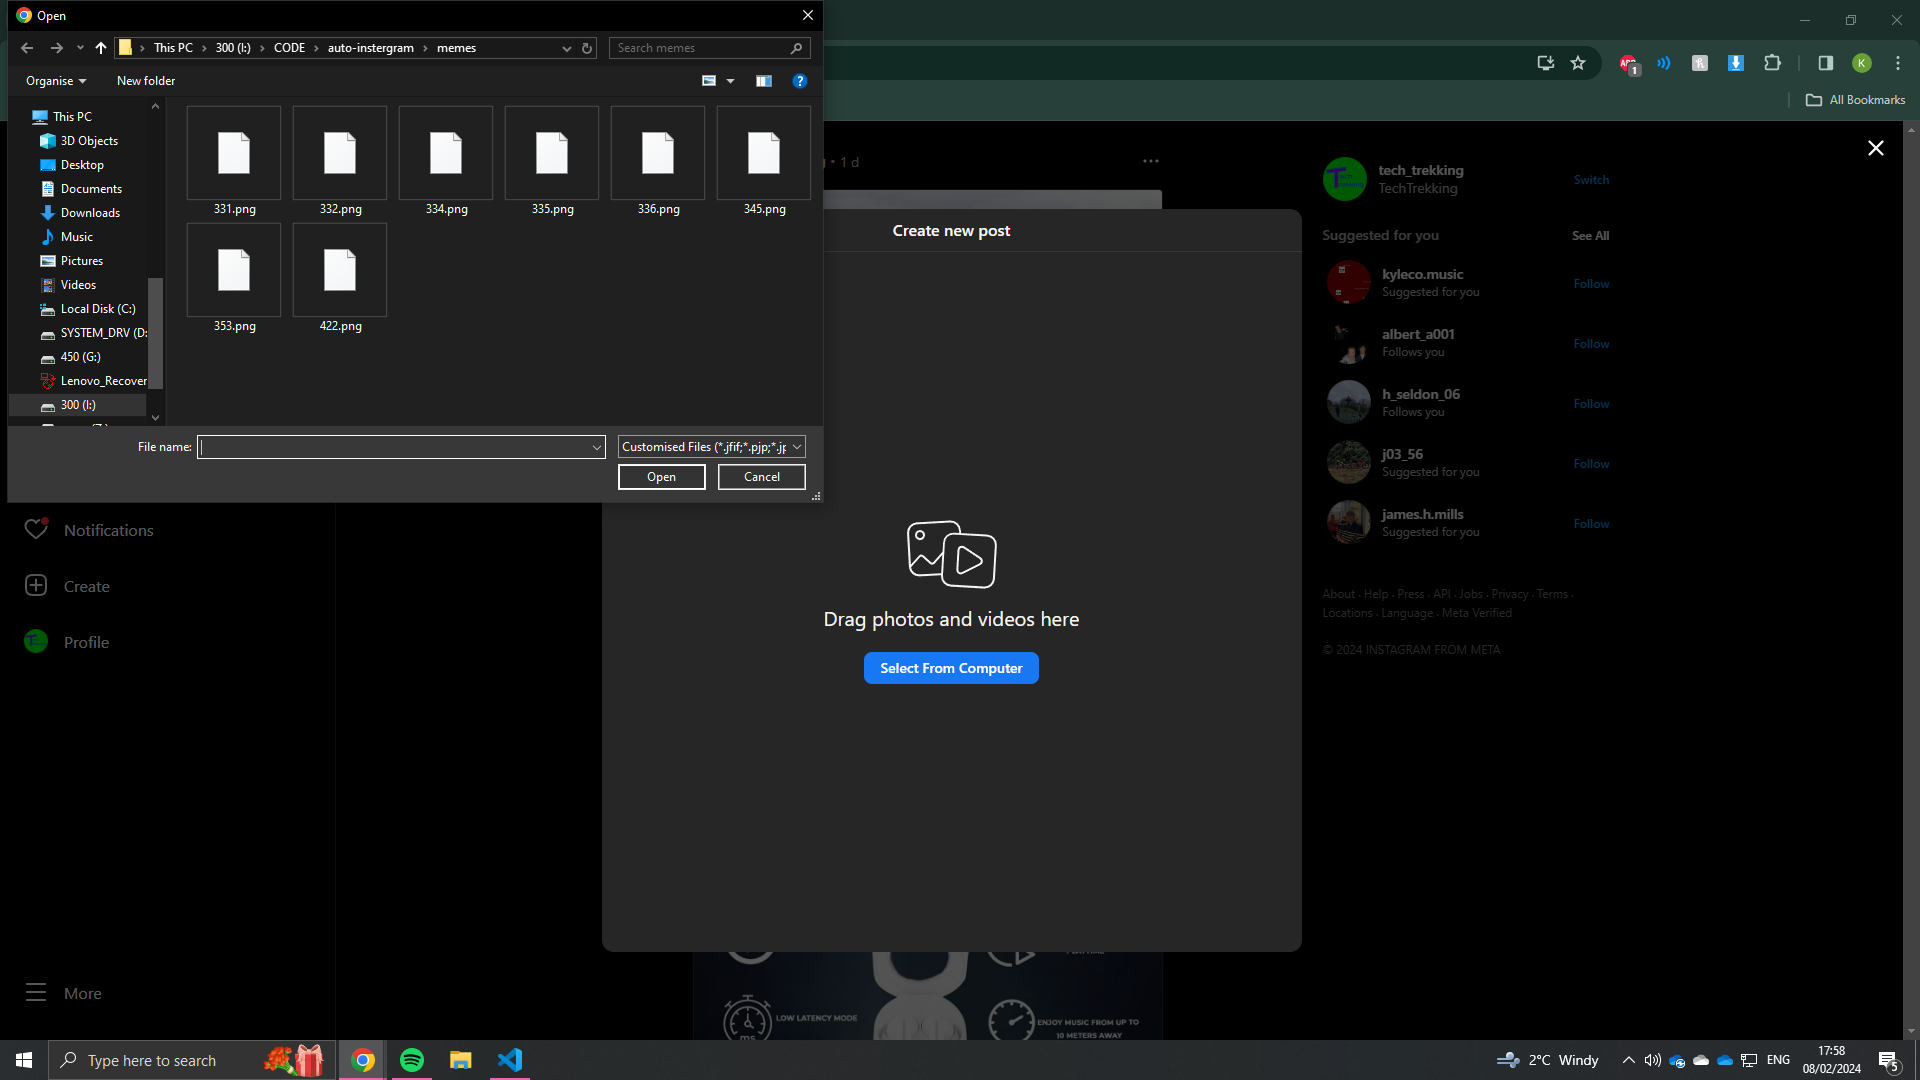 Open
This PC
300 (I:)
CODE
auto-instergram
memes
Search memes
Organise
New folder
This PC
3D Objects
Desktop
Documents
Downloads
Music
Pictures
Videos
Local Disk (C:)
SYSTEM_DRV (D:
450 (G:)
Lenovo_Recover
300 (I:)
331.png
332.png
334.png
335.png
336.png
345.png
353.png
422.png
File name:
Customised Files (*.jfif;*.pjp;*.jp
Open
Cancel
1
K
All Bookmarks
• 1 d
Create new post
Drag photos and videos here
Select From Computer
Notifications
Create
Profile
More
tech_trekking
TechTrekking
Switch
Suggested for you
See All
kyleco.music
Suggested for you
Follow
albert_a001
Follows you
Follow
h_seldon_06
Follows you
Follow
j03_56
Suggested for you
Follow
james.h.mills
Suggested for you
Follow
About · Help · Press · API · Jobs · Privacy · Terms ·
Locations · Language · Meta Verified
© 2024 INSTAGRAM FROM META
LOW LATENCY MODE
ms
ENJOY MUSIC FROM UP TO
10 METERS AWAY
Type here to search
2°C Windy
ENG
17:58
08/02/2024
5